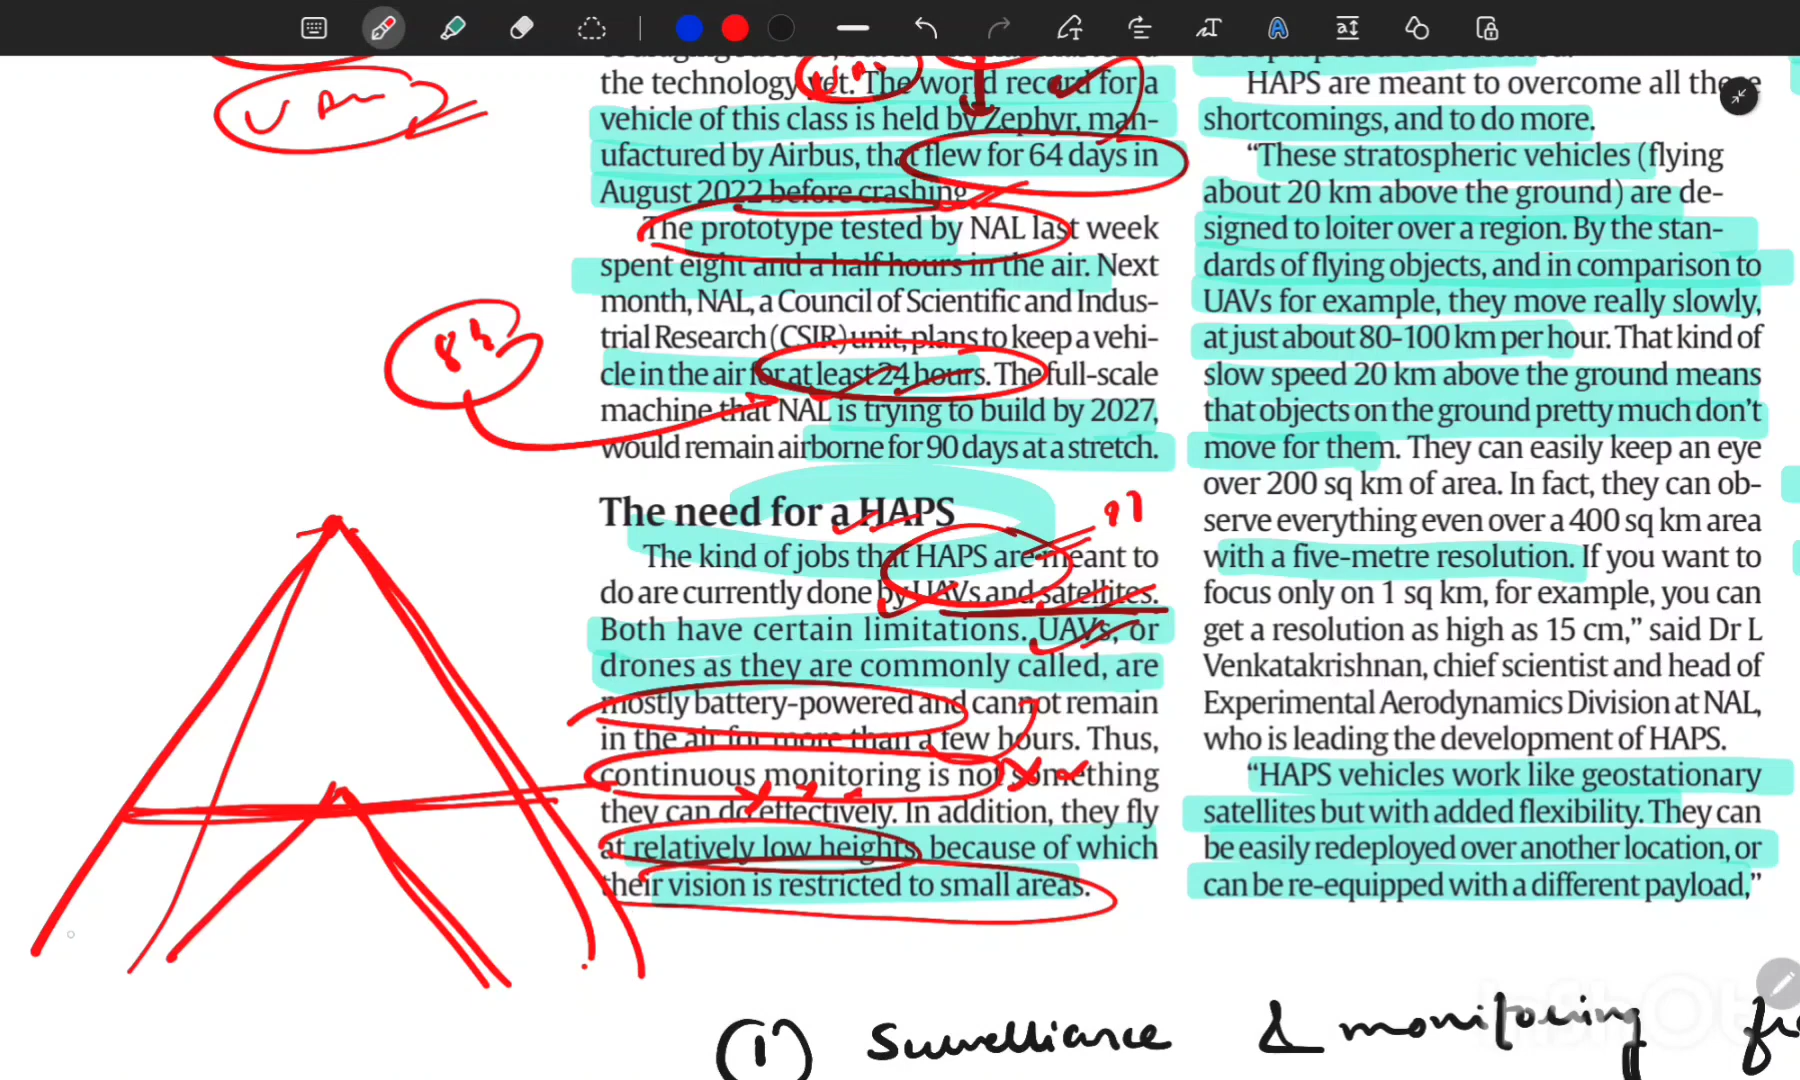 the technology yet. The world record for a
vehicle of this class is held by Zephyr, man-
ufactured by Airbus, that flew for 64 days in
August 2022 before crashing.
The prototype tested by NAL last week
spent eight and a half hours in the air. Next
month, NAL, a Council of Scientific and Indus-
trial Research (CSIR) unit, plans to keep a vehi-
cle in the air for at least 24 hours. The full-scale
machine that NAL is trying to build by 2027,
would remain airborne for 90 days at a stretch.
8h
The need for a HAPS
The kind of jobs that HAPS are meant to
do are currently done by UAVs and satellites.
Both have certain limitations. UAVs, or
drones as they are commonly called, are
mostly battery-powered and cannot remain
in the air for more than a few hours. Thus,
continuous monitoring is not something
they can do effectively. In addition, they fly
at relatively low heights, because of which
their vision is restricted to small areas.
HAPS are meant to overcome all these
shortcomings, and to do more.
“These stratospheric vehicles (flying
about 20 km above the ground) are de-
signed to loiter over a region. By the stan-
dards of flying objects, and in comparison to
UAVs for example, they move really slowly,
at just about 80-100 km per hour. That kind of
slow speed 20 km above the ground means
that objects on the ground pretty much don’t
move for them. They can easily keep an eye
over 200 sq km of area. In fact, they can ob-
serve everything even over a 400 sq km area
with a five-metre resolution. If you want to
focus only on 1 sq km, for example, you can
get a resolution as high as 15 cm,” said Dr L
Venkatakrishnan, chief scientist and head of
Experimental Aerodynamics Division at NAL,
who is leading the development of HAPS.
“HAPS vehicles work like geostationary
satellites but with added flexibility. They can
be easily redeployed over another location, or
can be re-equipped with a different payload,”
① Survelliance & monitoring